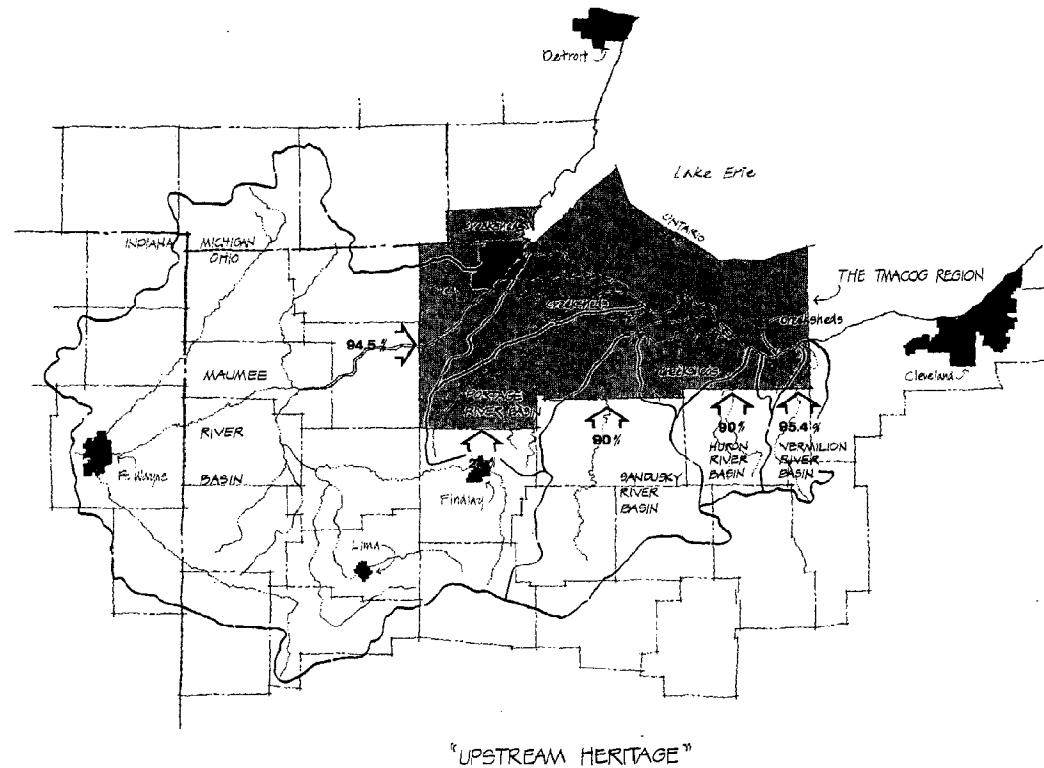 Detroit
Lake Erie
ONTARIO
INDIANA
MICHIGAN
OHIO
THE TMACOG REGION
creeksheds
creeksheds
94.5%
MAUMEE
RIVER
BASIN
Cleveland
PORTAGE
RIVER BASIN
90%
90%
95.4%
HURON
RIVER
BASIN
VERMILION
RIVER
BASIN
Ft. Wayne
Findlay
SANDUSKY
RIVER
BASIN
Lima
"UPSTREAM HERITAGE"